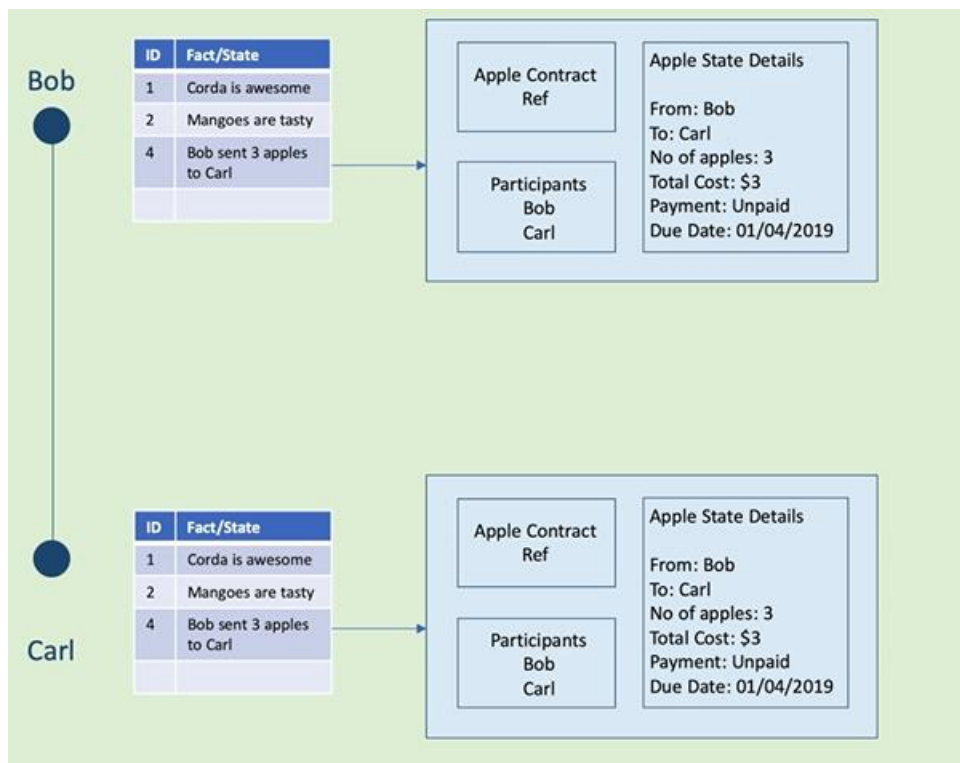 Bob
ID Fact/State
1 Corda is awesome
2 Mangoes are tasty
4 Bob sent 3 apples
to Carl
Apple Contract
Ref
Participants
Bob
Carl
Apple State Details
From: Bob
To: Carl
No of apples: 3
Total Cost: $3
Payment: Unpaid
Due Date: 01/04/2019
Carl
ID Fact/State
1 Corda is awesome
2 Mangoes are tasty
4 Bob sent 3 apples
to Carl
Apple Contract
Ref
Participants
Bob
Carl
Apple State Details
From: Bob
To: Carl
No of apples: 3
Total Cost: $3
Payment: Unpaid
Due Date: 01/04/2019